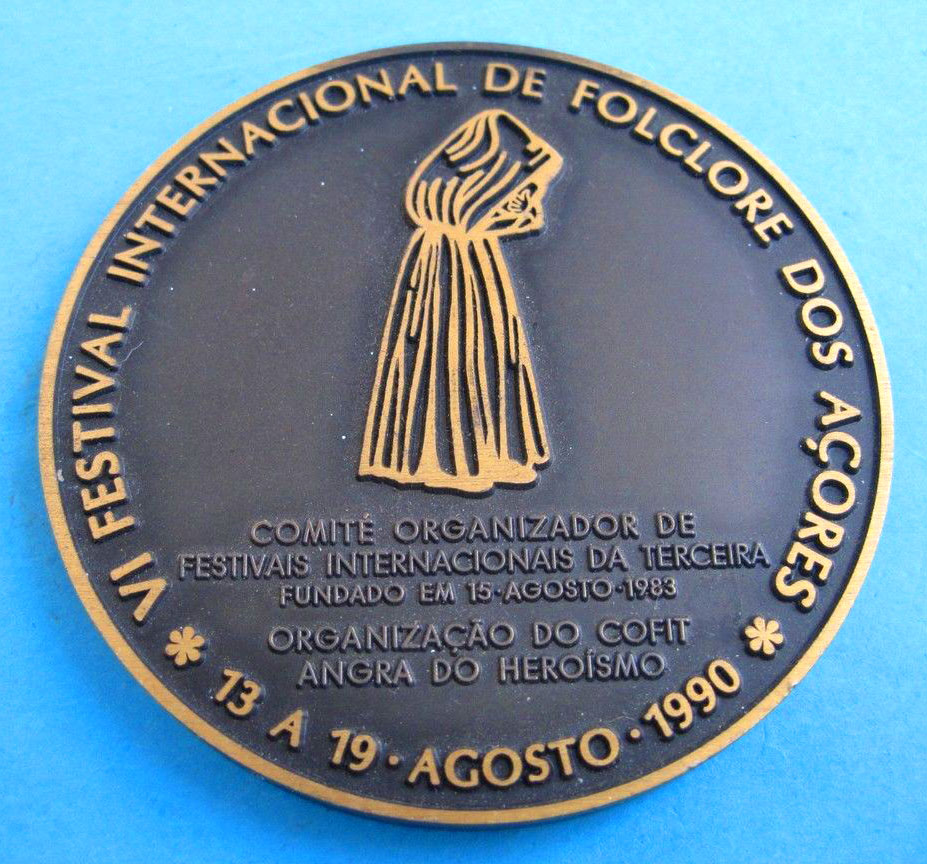 VI FESTIVAL INTERNACIONAL DE FOLCLORE DOS AÇORES
COMITÉ ORGANIZADOR DE
FESTIVAIS INTERNACIONAIS DA TERCEIRA
FUNDADO EM 15·AGOSTO·1983
ORGANIZAÇÃO DO COFIT
ANGRA DO HEROÍSMO
13 A 19·AGOSTO·1990